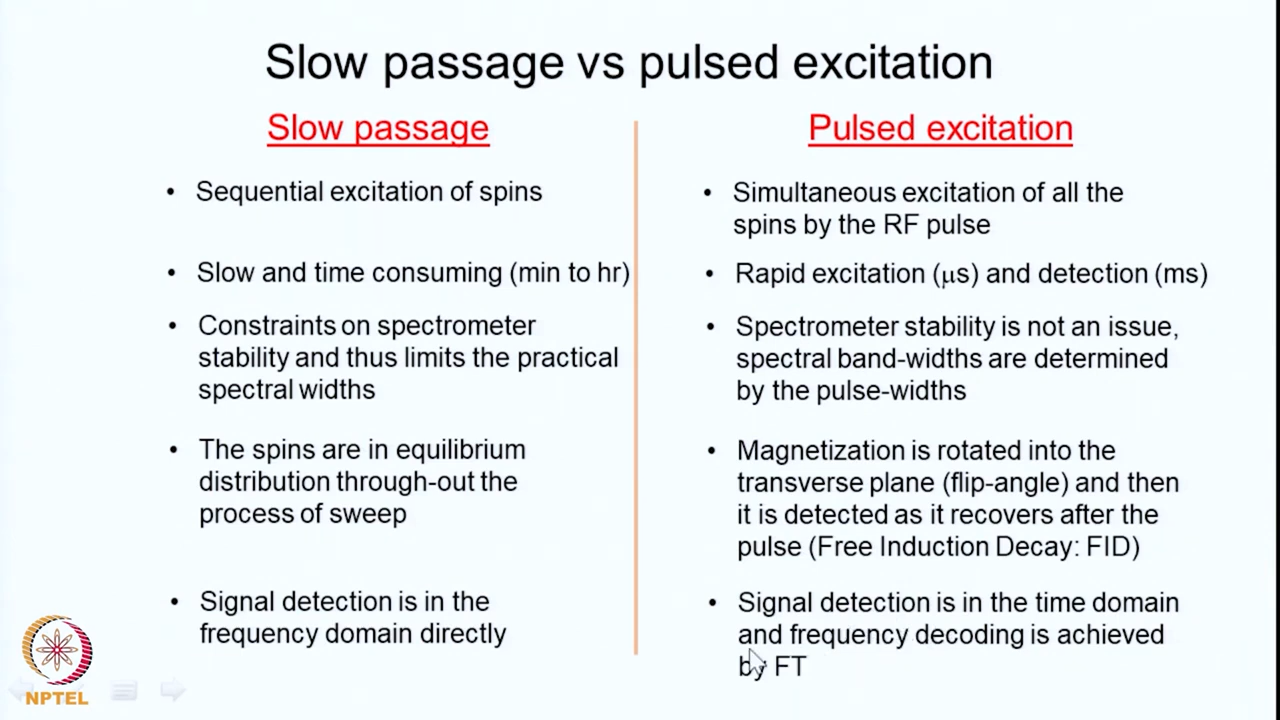 Slow passage vs pulsed excitation
Slow passage
• Sequential excitation of spins
• Slow and time consuming (min to hr)
• Constraints on spectrometer
stability and thus limits the practical
spectral widths
• The spins are in equilibrium
distribution through-out the
process of sweep
• Signal detection is in the
frequency domain directly
Pulsed excitation
• Simultaneous excitation of all the
spins by the RF pulse
• Rapid excitation (μs) and detection (ms)
• Spectrometer stability is not an issue,
spectral band-widths are determined
by the pulse-widths
• Magnetization is rotated into the
transverse plane (flip-angle) and then
it is detected as it recovers after the
pulse (Free Induction Decay: FID)
• Signal detection is in the time domain
and frequency decoding is achieved
by FT
NPTEL